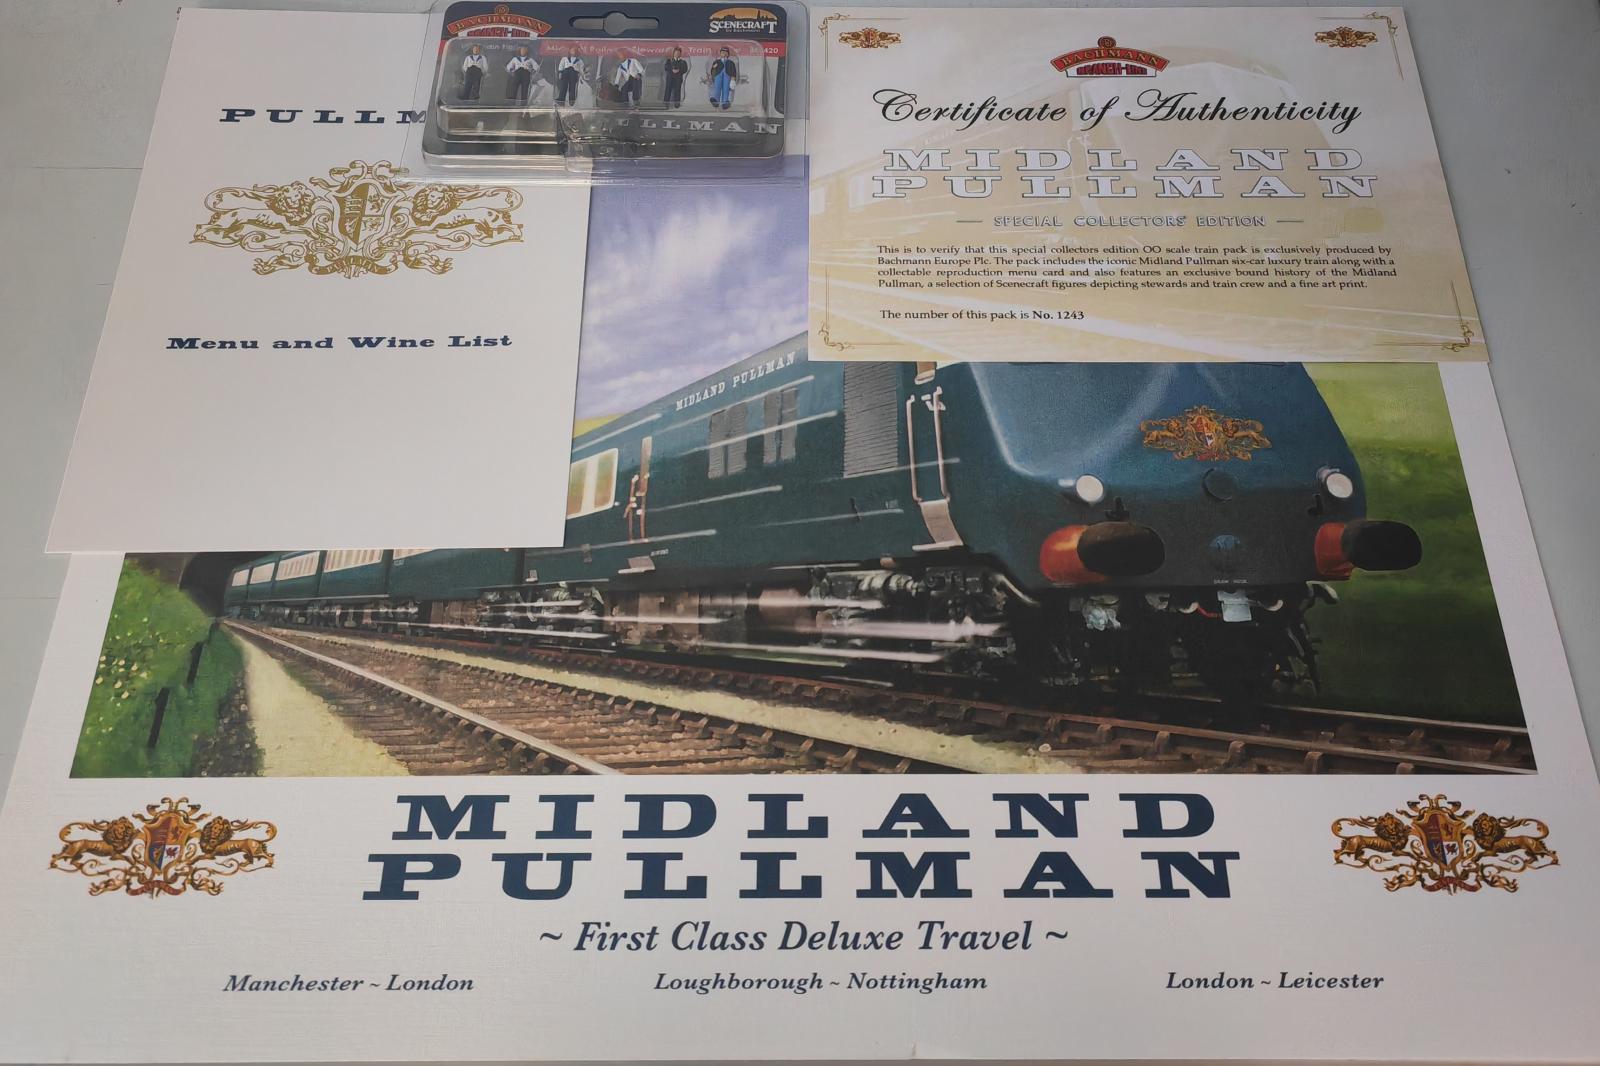 PULLM
PULLMAN
Menu and Wine List
BACHMANN
BRANCH-LINE
SCENECRAFT
by Bachmann
PULLMAN
BACHMANN
BRANCH-LINE
Certificate of Authenticity
MIDLAND
PULLMAN
SPECIAL COLLECTORS' EDITION
This is to verify that this special collectors edition OO scale train pack is exclusively produced by
Bachmann Europe Plc. The pack includes the iconic Midland Pullman six-car luxury train along with a
collectable reproduction menu card and also features an exclusive bound history of the Midland
Pullman, a selection of Scenecraft figures depicting stewards and train crew and a fine art print.
The number of this pack is No. 1243
MIDLAND PULLMAN
MIDLAND
PULLMAN
~ First Class Deluxe Travel ~
Manchester ~ London
Loughborough ~ Nottingham
London ~ Leicester